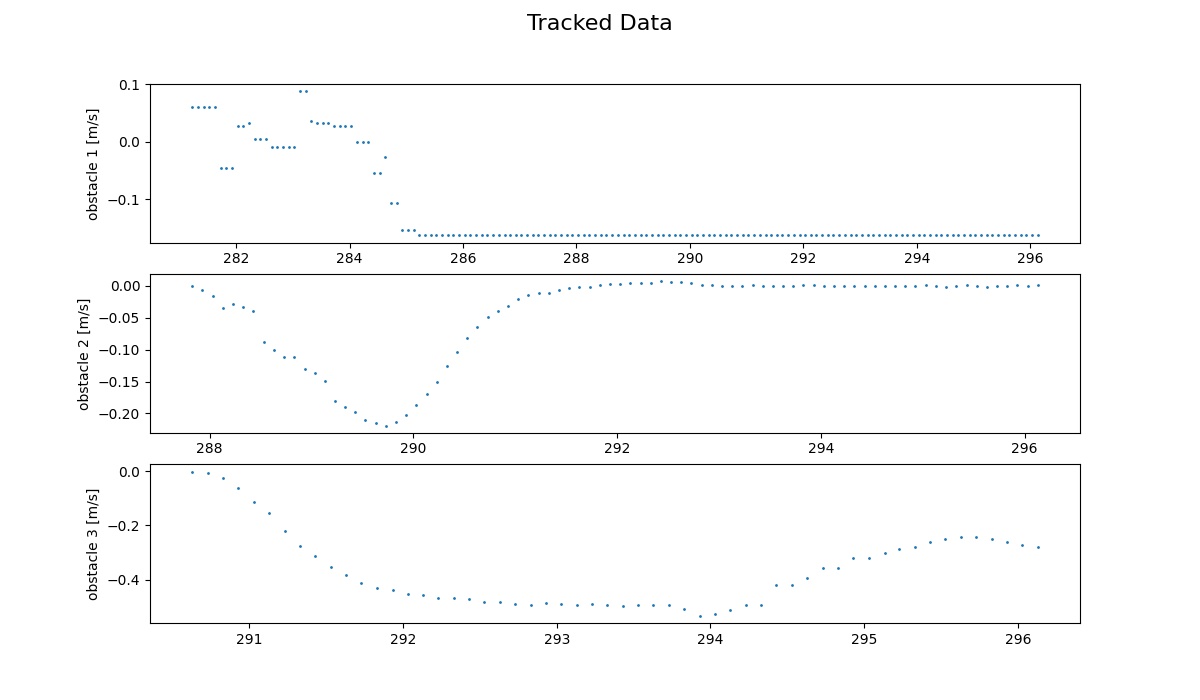 Tracked Data
0.1
0.0
−0.1
obstacle 1 [m/s]
282 284 286 288 290 292 294 296
0.00
−0.05
−0.10
−0.15
−0.20
obstacle 2 [m/s]
288 290 292 294 296
0.0
−0.2
−0.4
obstacle 3 [m/s]
291 292 293 294 295 296